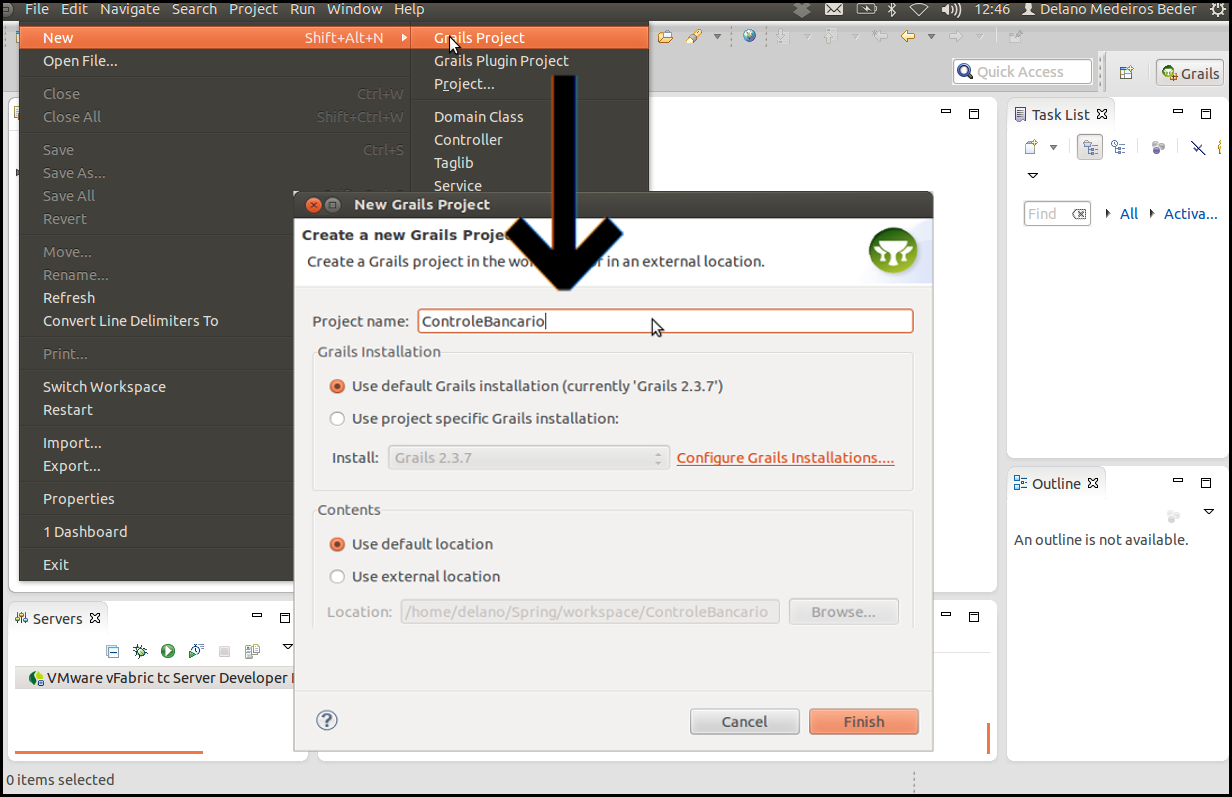 File Edit Navigate Search Project Run Window Help
12:46 Delano Medeiros Beder
New Shift+Alt+N
Open File...
Close Ctrl+W
Close All Shift+Ctrl+W
Save Ctrl+S
Save As...
Save All
Revert
Move...
Rename...
Refresh
Convert Line Delimiters To
Print...
Switch Workspace
Restart
Import...
Export...
Properties
1 Dashboard
Exit
Grails Project
Grails Plugin Project
Project...
Domain Class
Controller
Taglib
Service
Quick Access
Grails
New Grails Project
Create a new Grails
Create a Grails project in the in an external location.
Project name: ControleBancario
Grails Installation
Use default Grails installation (currently 'Grails 2.3.7')
Use project specific Grails installation:
Install: Grails 2.3.7 Configure Grails Installations....
Contents
Use default location
Use external location
Location: /home/delano/Spring/workspace/ControleBancario Browse...
? Cancel Finish
Task List
Find All Activa...
Outline
An outline is not available.
Servers
VMware vFabric tc Server Developer
0 items selected